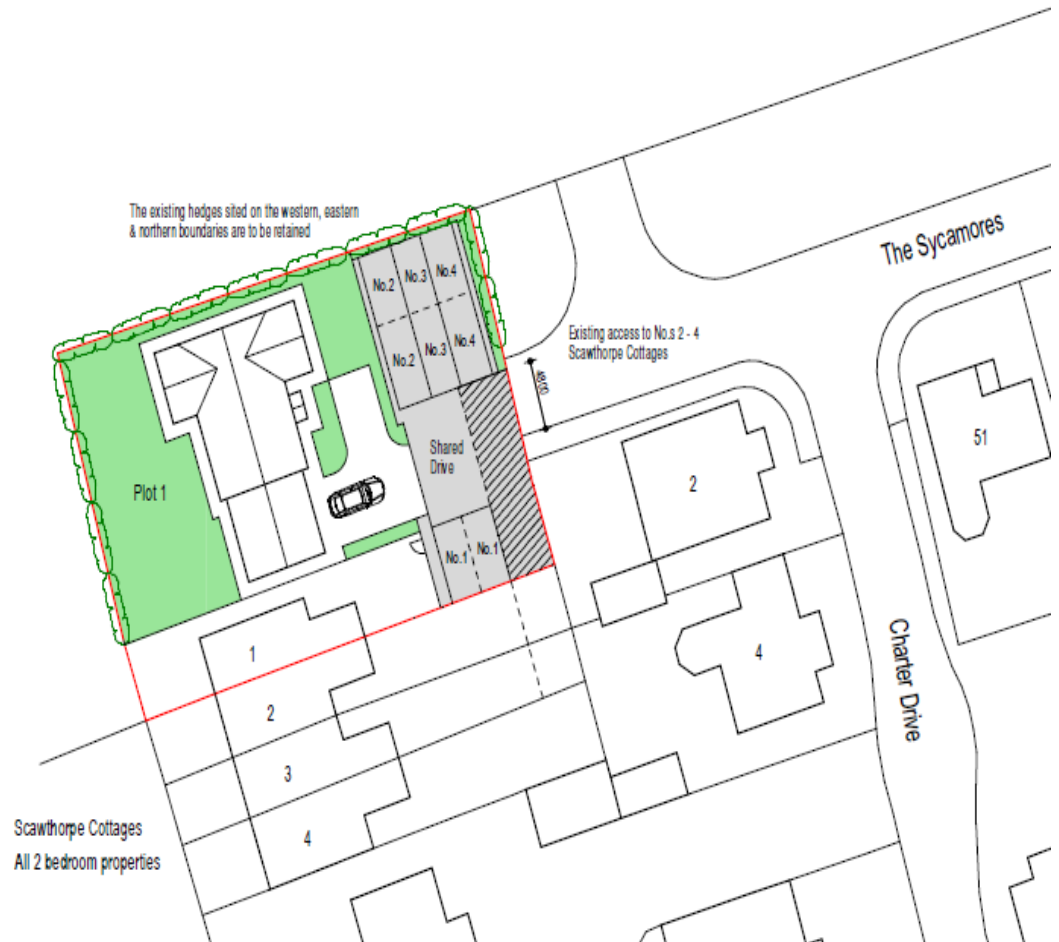 The existing hedges sited on the western, eastern
& northern boundaries are to be retained
The Sycamores
No.2
No.3
No.4
No.2
No.3
No.4
Existing access to No.s 2 - 4
Scawthorpe Cottages
4800
Shared
Drive
Plot 1
No.1
No.1
2
51
4
Charter Drive
1
2
3
4
Scawthorpe Cottages
All 2 bedroom properties